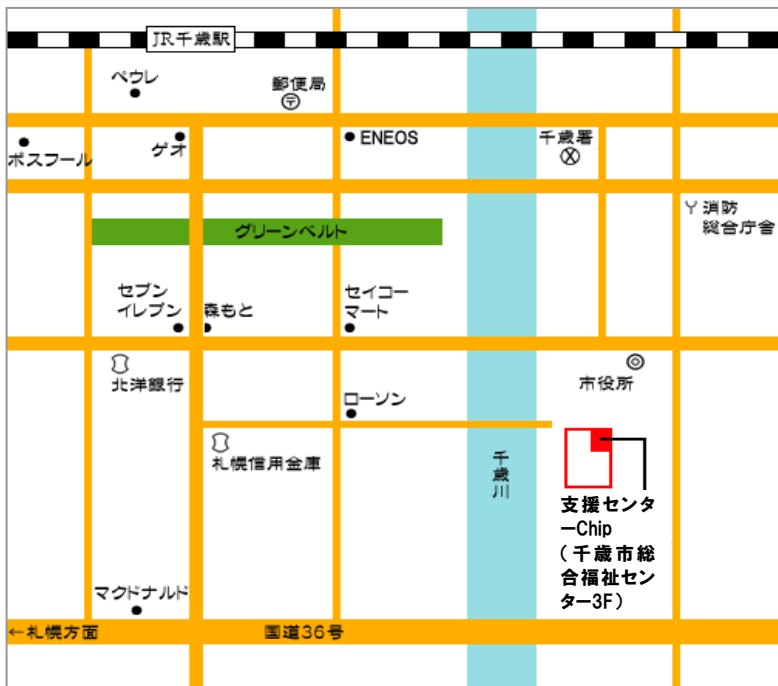 JR千歳駅
ペウレ
郵便局
〒
ポスフール
ゲオ
ENEOS
千歳署
消防
総合庁舎
グリーンベルト
セブン
イレブン
森もと
セイコー
マート
北洋銀行
市役所
ローソン
札幌信用金庫
千歳川
支援センタ
ーChip
(千歳市総
合福祉セン
ター3F)
マクドナルド
←札幌方面
国道36号